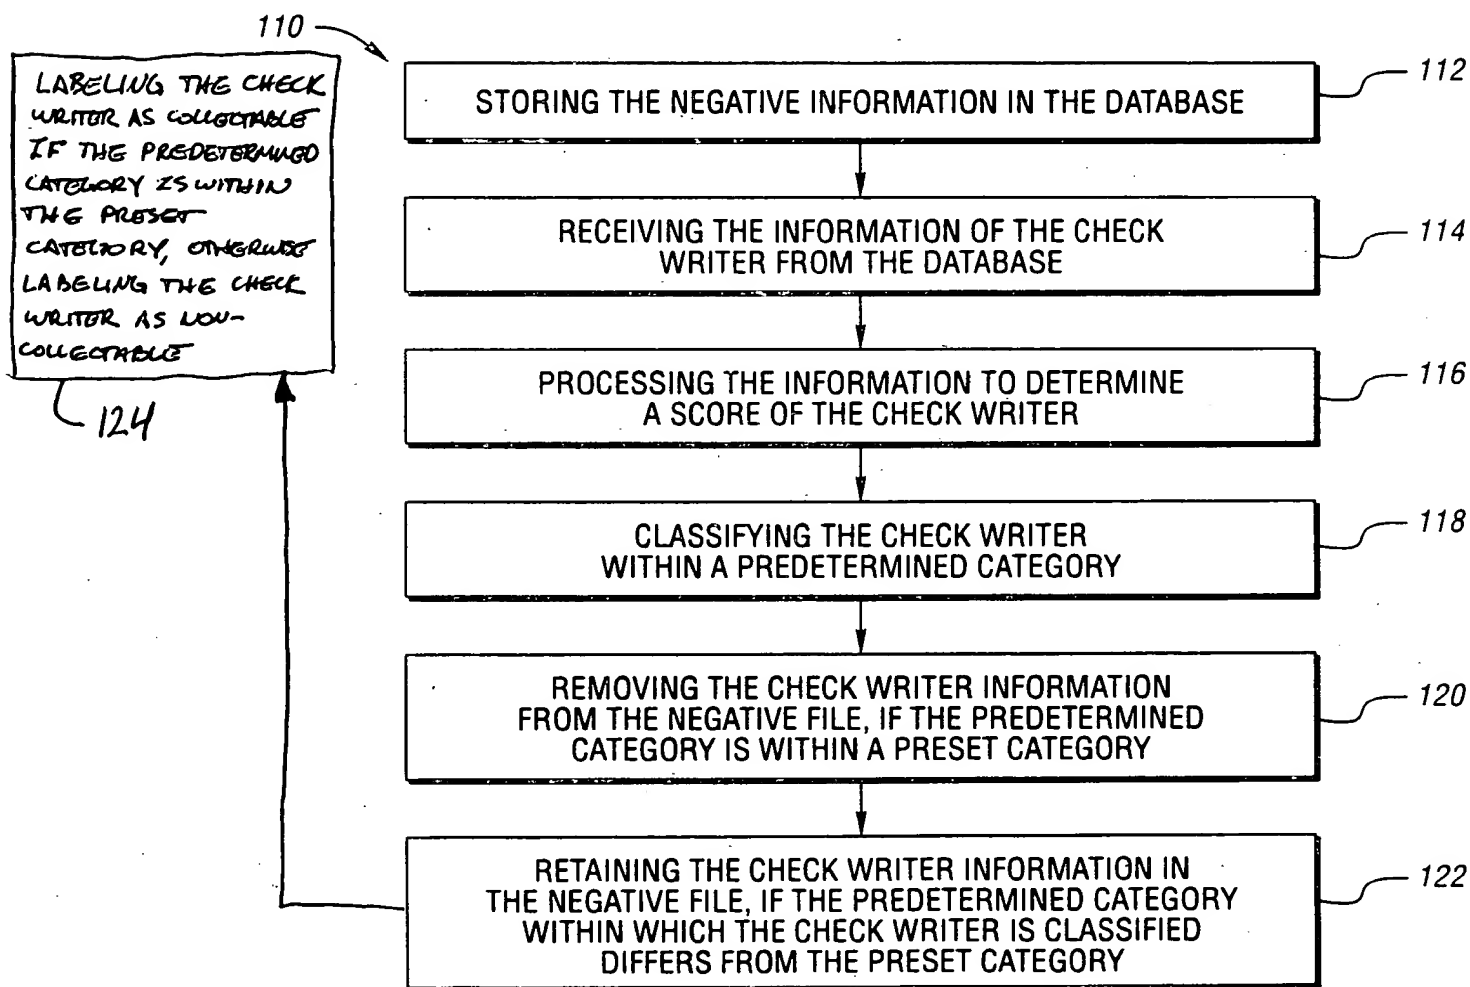 110
LABELING THE CHECK
WRITER AS COLLECTABLE
IF THE PREDETERMINED
CATEGORY IS WITHIN
THE PRESET
CATEGORY, OTHERWISE
LABELING THE CHECK
WRITER AS NON-
COLLECTABLE
124
STORING THE NEGATIVE INFORMATION IN THE DATABASE
112
RECEIVING THE INFORMATION OF THE CHECK
WRITER FROM THE DATABASE
114
PROCESSING THE INFORMATION TO DETERMINE
A SCORE OF THE CHECK WRITER
116
CLASSIFYING THE CHECK WRITER
WITHIN A PREDETERMINED CATEGORY
118
REMOVING THE CHECK WRITER INFORMATION
FROM THE NEGATIVE FILE, IF THE PREDETERMINED
CATEGORY IS WITHIN A PRESET CATEGORY
120
RETAINING THE CHECK WRITER INFORMATION IN
THE NEGATIVE FILE, IF THE PREDETERMINED CATEGORY
WITHIN WHICH THE CHECK WRITER IS CLASSIFIED
DIFFERS FROM THE PRESET CATEGORY
122